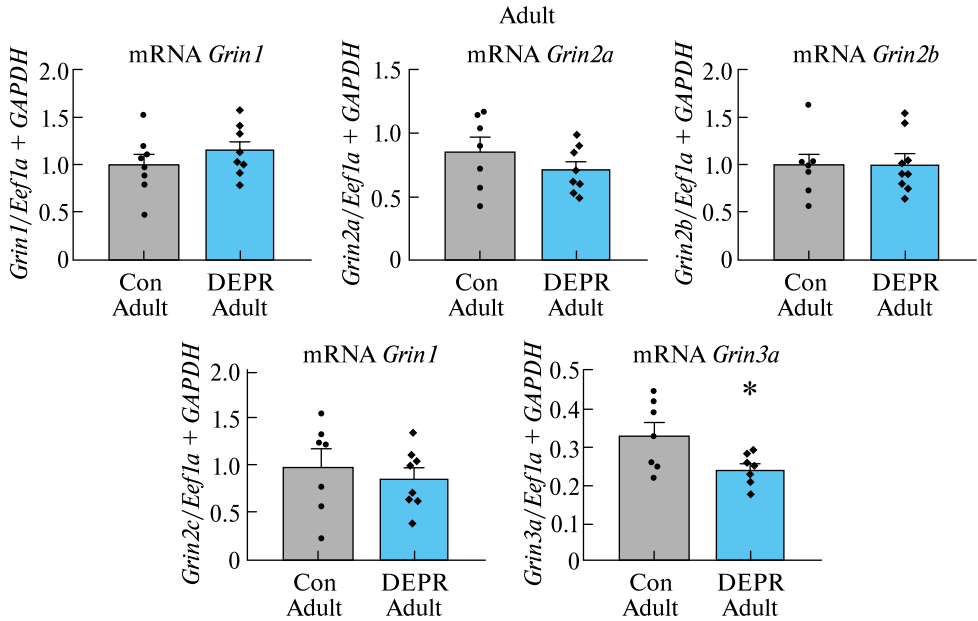 Adult
mRNA Grin1
Grin1/Eef1a + GAPDH
2.0
1.5
1.0
0.5
0
Con
Adult
DEPR
Adult
mRNA Grin2a
Grin2a/Eef1a + GAPDH
1.5
1.0
0.5
0
Con
Adult
DEPR
Adult
mRNA Grin2b
Grin2b/Eef1a + GAPDH
2.0
1.5
1.0
0.5
0
Con
Adult
DEPR
Adult
mRNA Grin1
Grin2c/Eef1a + GAPDH
2.0
1.5
1.0
0.5
0
Con
Adult
DEPR
Adult
mRNA Grin3a
Grin3a/Eef1a + GAPDH
0.5
0.4
0.3
0.2
0.1
0
*
Con
Adult
DEPR
Adult